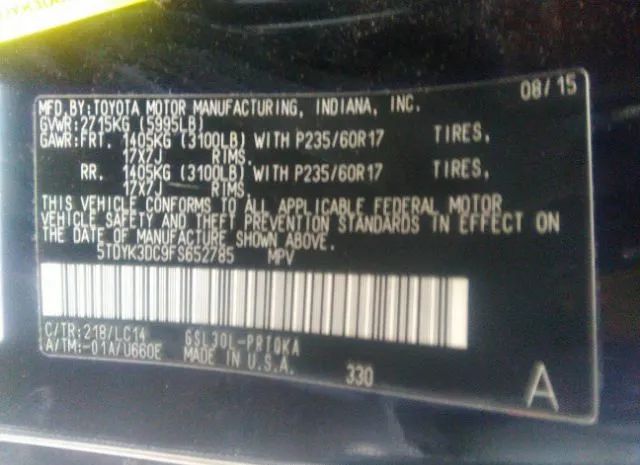 08/15
MFD.BY:TOYOTA MOTOR MANUFACTURING, INDIANA, INC.
GVWR:2715KG (5995LB)
GAWR:FRT. 1405KG (3100LB) WITH P235/60R17 TIRES,
17X7J RIMS.
RR. 1405KG (3100LB) WITH P235/60R17 TIRES,
17X7J RIMS.
THIS VEHICLE CONFORMS TO ALL APPLICABLE FEDERAL MOTOR
VEHICLE SAFETY AND THEFT PREVENTION STANDARDS IN EFFECT ON
THE DATE OF MANUFACTURE SHOWN ABOVE.
5TDYK3DC9FS652785 MPV
C/TR:218/LC14 GSL30L-PRTQKA
A/TM:-01A/U660E MADE IN U.S.A.
330
A